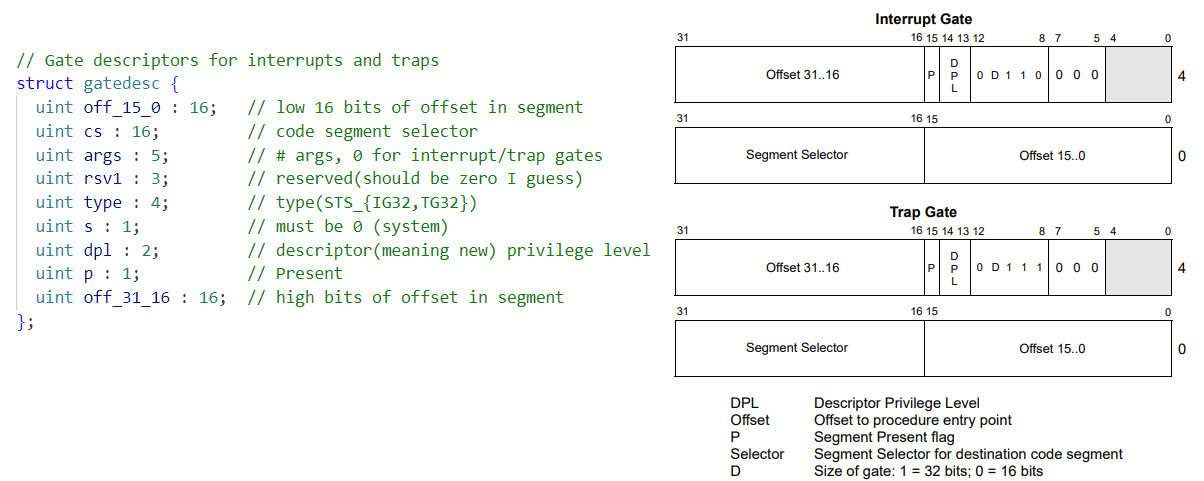 // Gate descriptors for interrupts and traps
struct gatedesc {
uint off_15_0 : 16;   // low 16 bits of offset in segment
uint cs : 16;         // code segment selector
uint args : 5;        // # args, 0 for interrupt/trap gates
uint rsv1 : 3;        // reserved(should be zero I guess)
uint type : 4;        // type(STS_{IG32,TG32})
uint s : 1;           // must be 0 (system)
uint dpl : 2;         // descriptor(meaning new) privilege level
uint p : 1;           // Present
uint off_31_16 : 16;  // high bits of offset in segment
};
Interrupt Gate
31 16 15 14 13 12 8 7 5 4 0
Offset 31..16 P DPL 0 D 1 1 0 0 0 0 4
31 16 15 0
Segment Selector Offset 15..0 0
Trap Gate
31 16 15 14 13 12 8 7 5 4 0
Offset 31..16 P DPL 0 D 1 1 1 0 0 0 4
31 16 15 0
Segment Selector Offset 15..0 0
DPL Descriptor Privilege Level
Offset Offset to procedure entry point
P Segment Present flag
Selector Segment Selector for destination code segment
D Size of gate: 1 = 32 bits; 0 = 16 bits